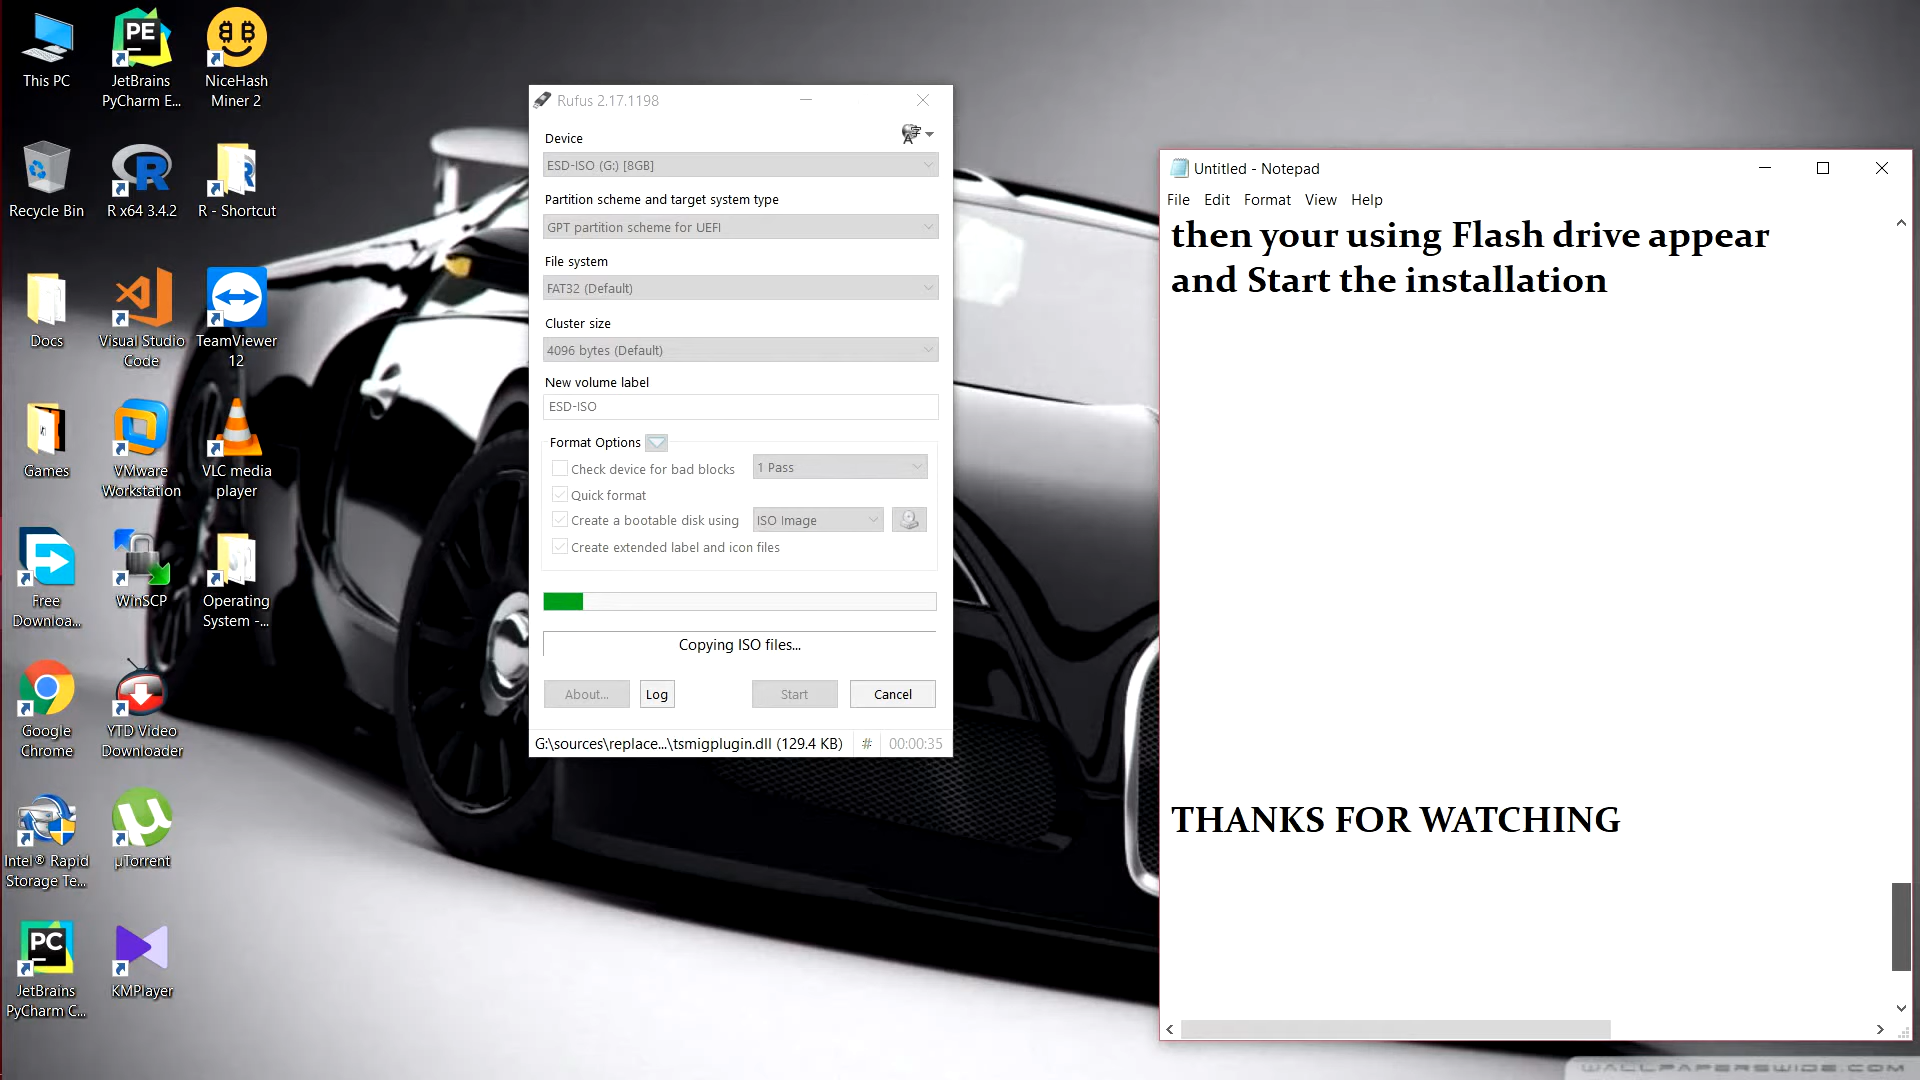 This PC
JetBrains
PyCharm E...
NiceHash
Miner 2
Recycle Bin
R x64 3.4.2
R - Shortcut
Docs
Visual Studio
Code
TeamViewer
12
Games
VMware
Workstation
VLC media
player
Free
Downloa...
WinSCP
Operating
System -...
Google
Chrome
YTD Video
Downloader
Intel® Rapid
Storage Te...
µTorrent
JetBrains
PyCharm C...
KMPlayer
Rufus 2.17.1198
Device
ESD-ISO (G:) [8GB]
Partition scheme and target system type
GPT partition scheme for UEFI
File system
FAT32 (Default)
Cluster size
4096 bytes (Default)
New volume label
ESD-ISO
Format Options
Check device for bad blocks 1 Pass
Quick format
Create a bootable disk using ISO Image
Create extended label and icon files
Copying ISO files...
About... Log Start Cancel
G:\sources\replace...\tsmigplugin.dll (129.4 KB) # 00:00:35
Untitled - Notepad
File Edit Format View Help
then your using Flash drive appear
and Start the installation
THANKS FOR WATCHING
WALLPAPERSWIDE.COM